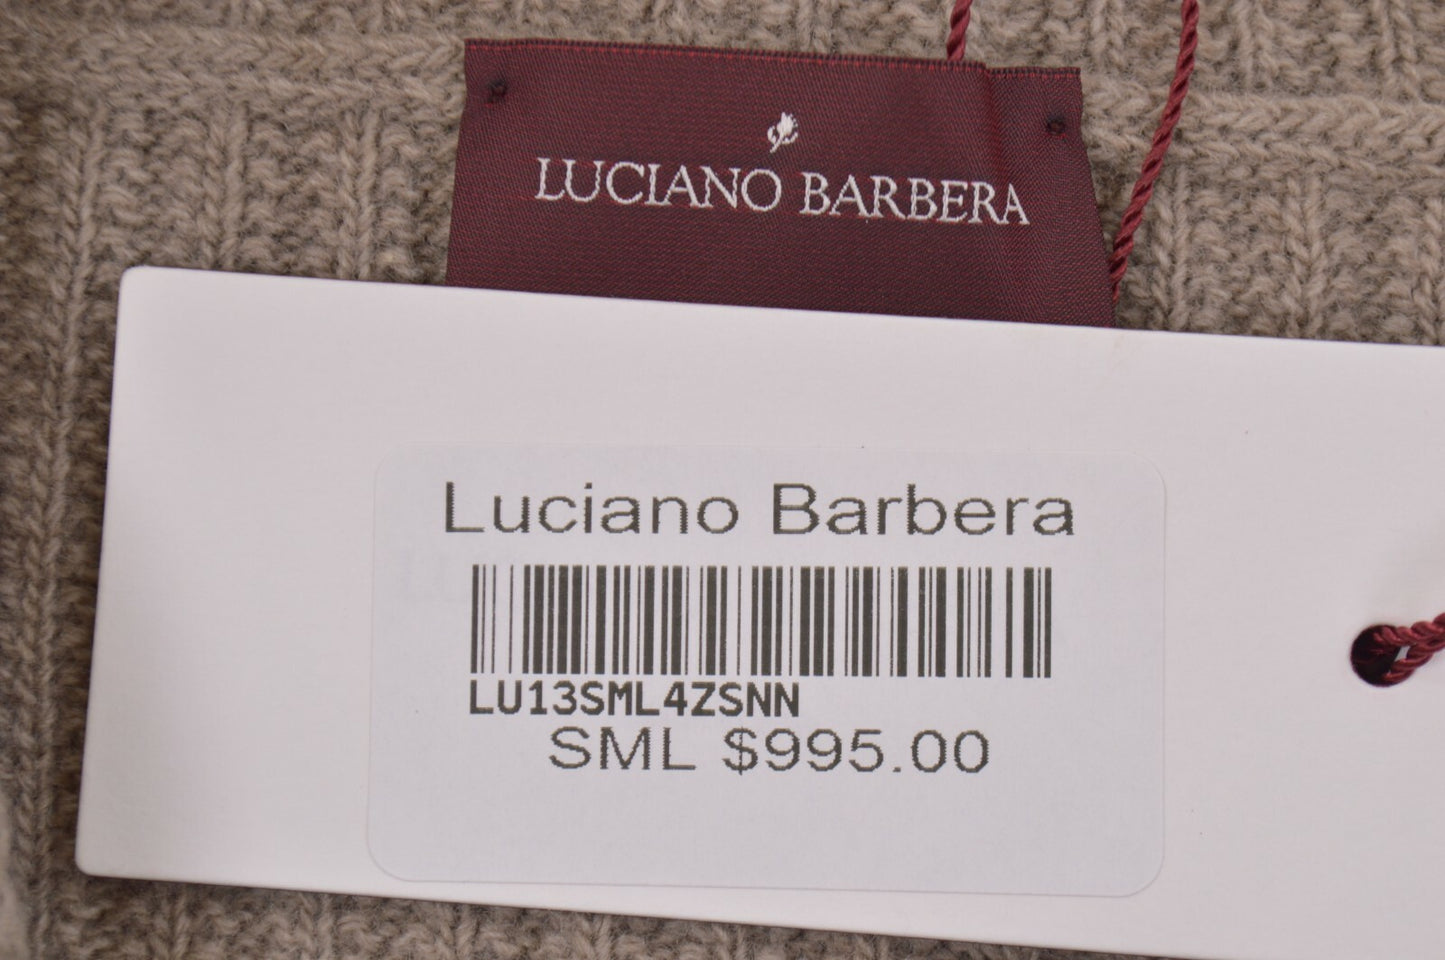 LUCIANO BARBERA
Luciano Barbera
LU13SML4ZSNN
SML $995.00